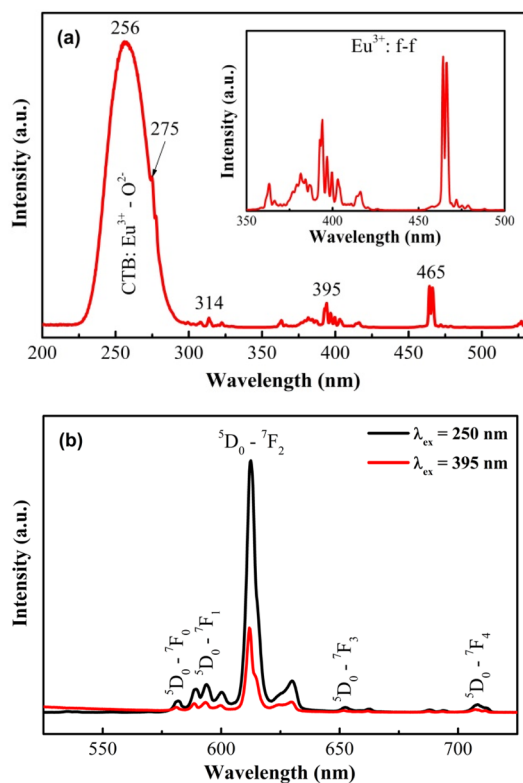 (a)
256
275
CTB: Eu³⁺ - O²⁻
314
395
465
Intensity (a.u.)
200 250 300 350 400 450 500
Wavelength (nm)
Eu³⁺: f-f
Intensity (a.u.)
350 400 450 500
Wavelength (nm)
(b)
⁵D₀ - ⁷F₂
λₑₓ = 250 nm
λₑₓ = 395 nm
⁵D₀ - ⁷F₀
⁵D₀ - ⁷F₁
⁵D₀ - ⁷F₃
⁵D₀ - ⁷F₄
Intensity (a.u.)
550 600 650 700
Wavelength (nm)